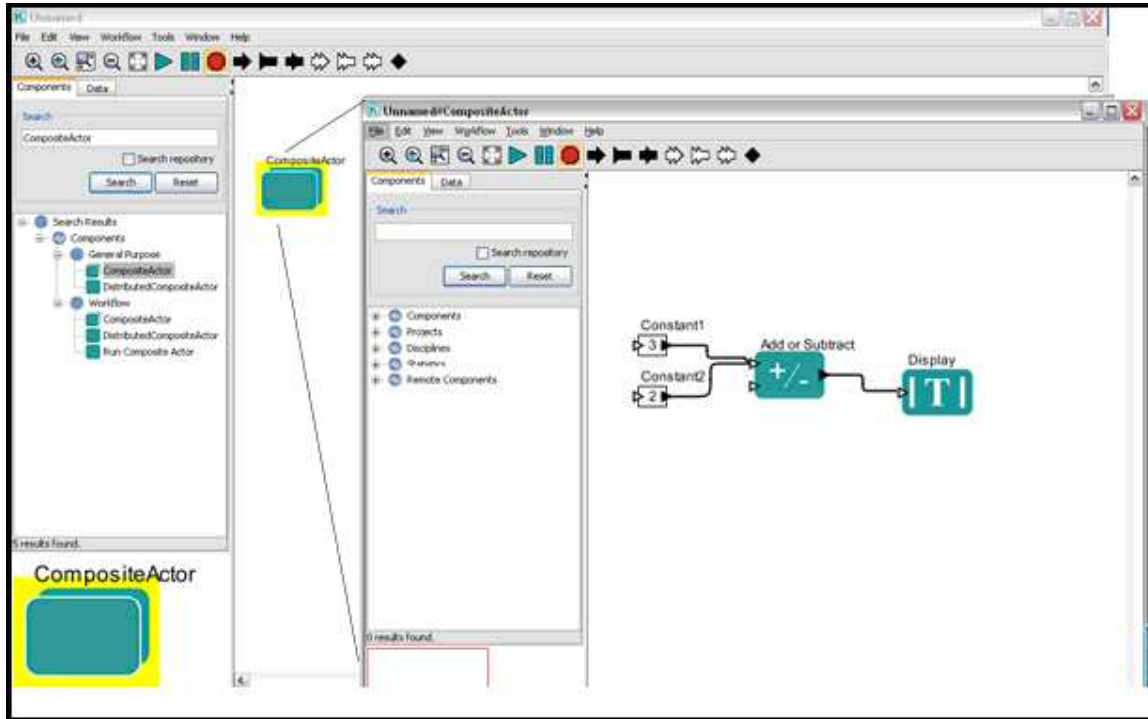 Unnamed
File Edit View Workflow Tools Window Help
Components Data
Search
CompositeActor
Search repository
Search Reset
Search Results
Components
General Purpose
CompositeActor
DistributedCompositeActor
Workflow
CompositeActor
DistributedCompositeActor
Run Composite Actor
5 results found.
CompositeActor
CompositeActor
Unnamed#CompositeActor
File Edit View Workflow Tools Window Help
Components Data
Search
Search repository
Search Reset
Components
Projects
Disciplines
Statistics
Remote Components
0 results found.
Constant1
3
Constant2
2
Add or Subtract
+/-
Display
T